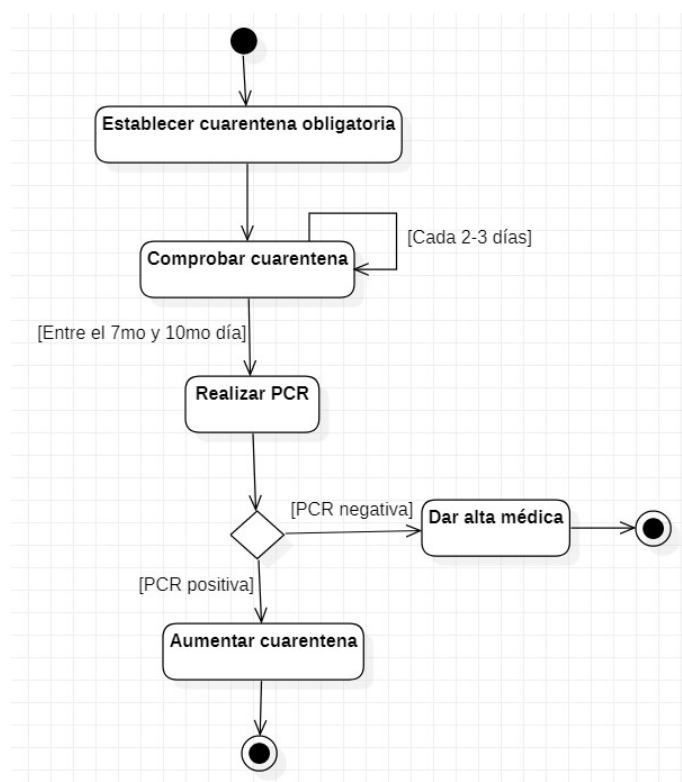 Establecer cuarentena obligatoria
[Cada 2-3 días]
Comprobar cuarentena
[Entre el 7mo y 10mo día]
Realizar PCR
[PCR negativa]
Dar alta médica
[PCR positiva]
Aumentar cuarentena